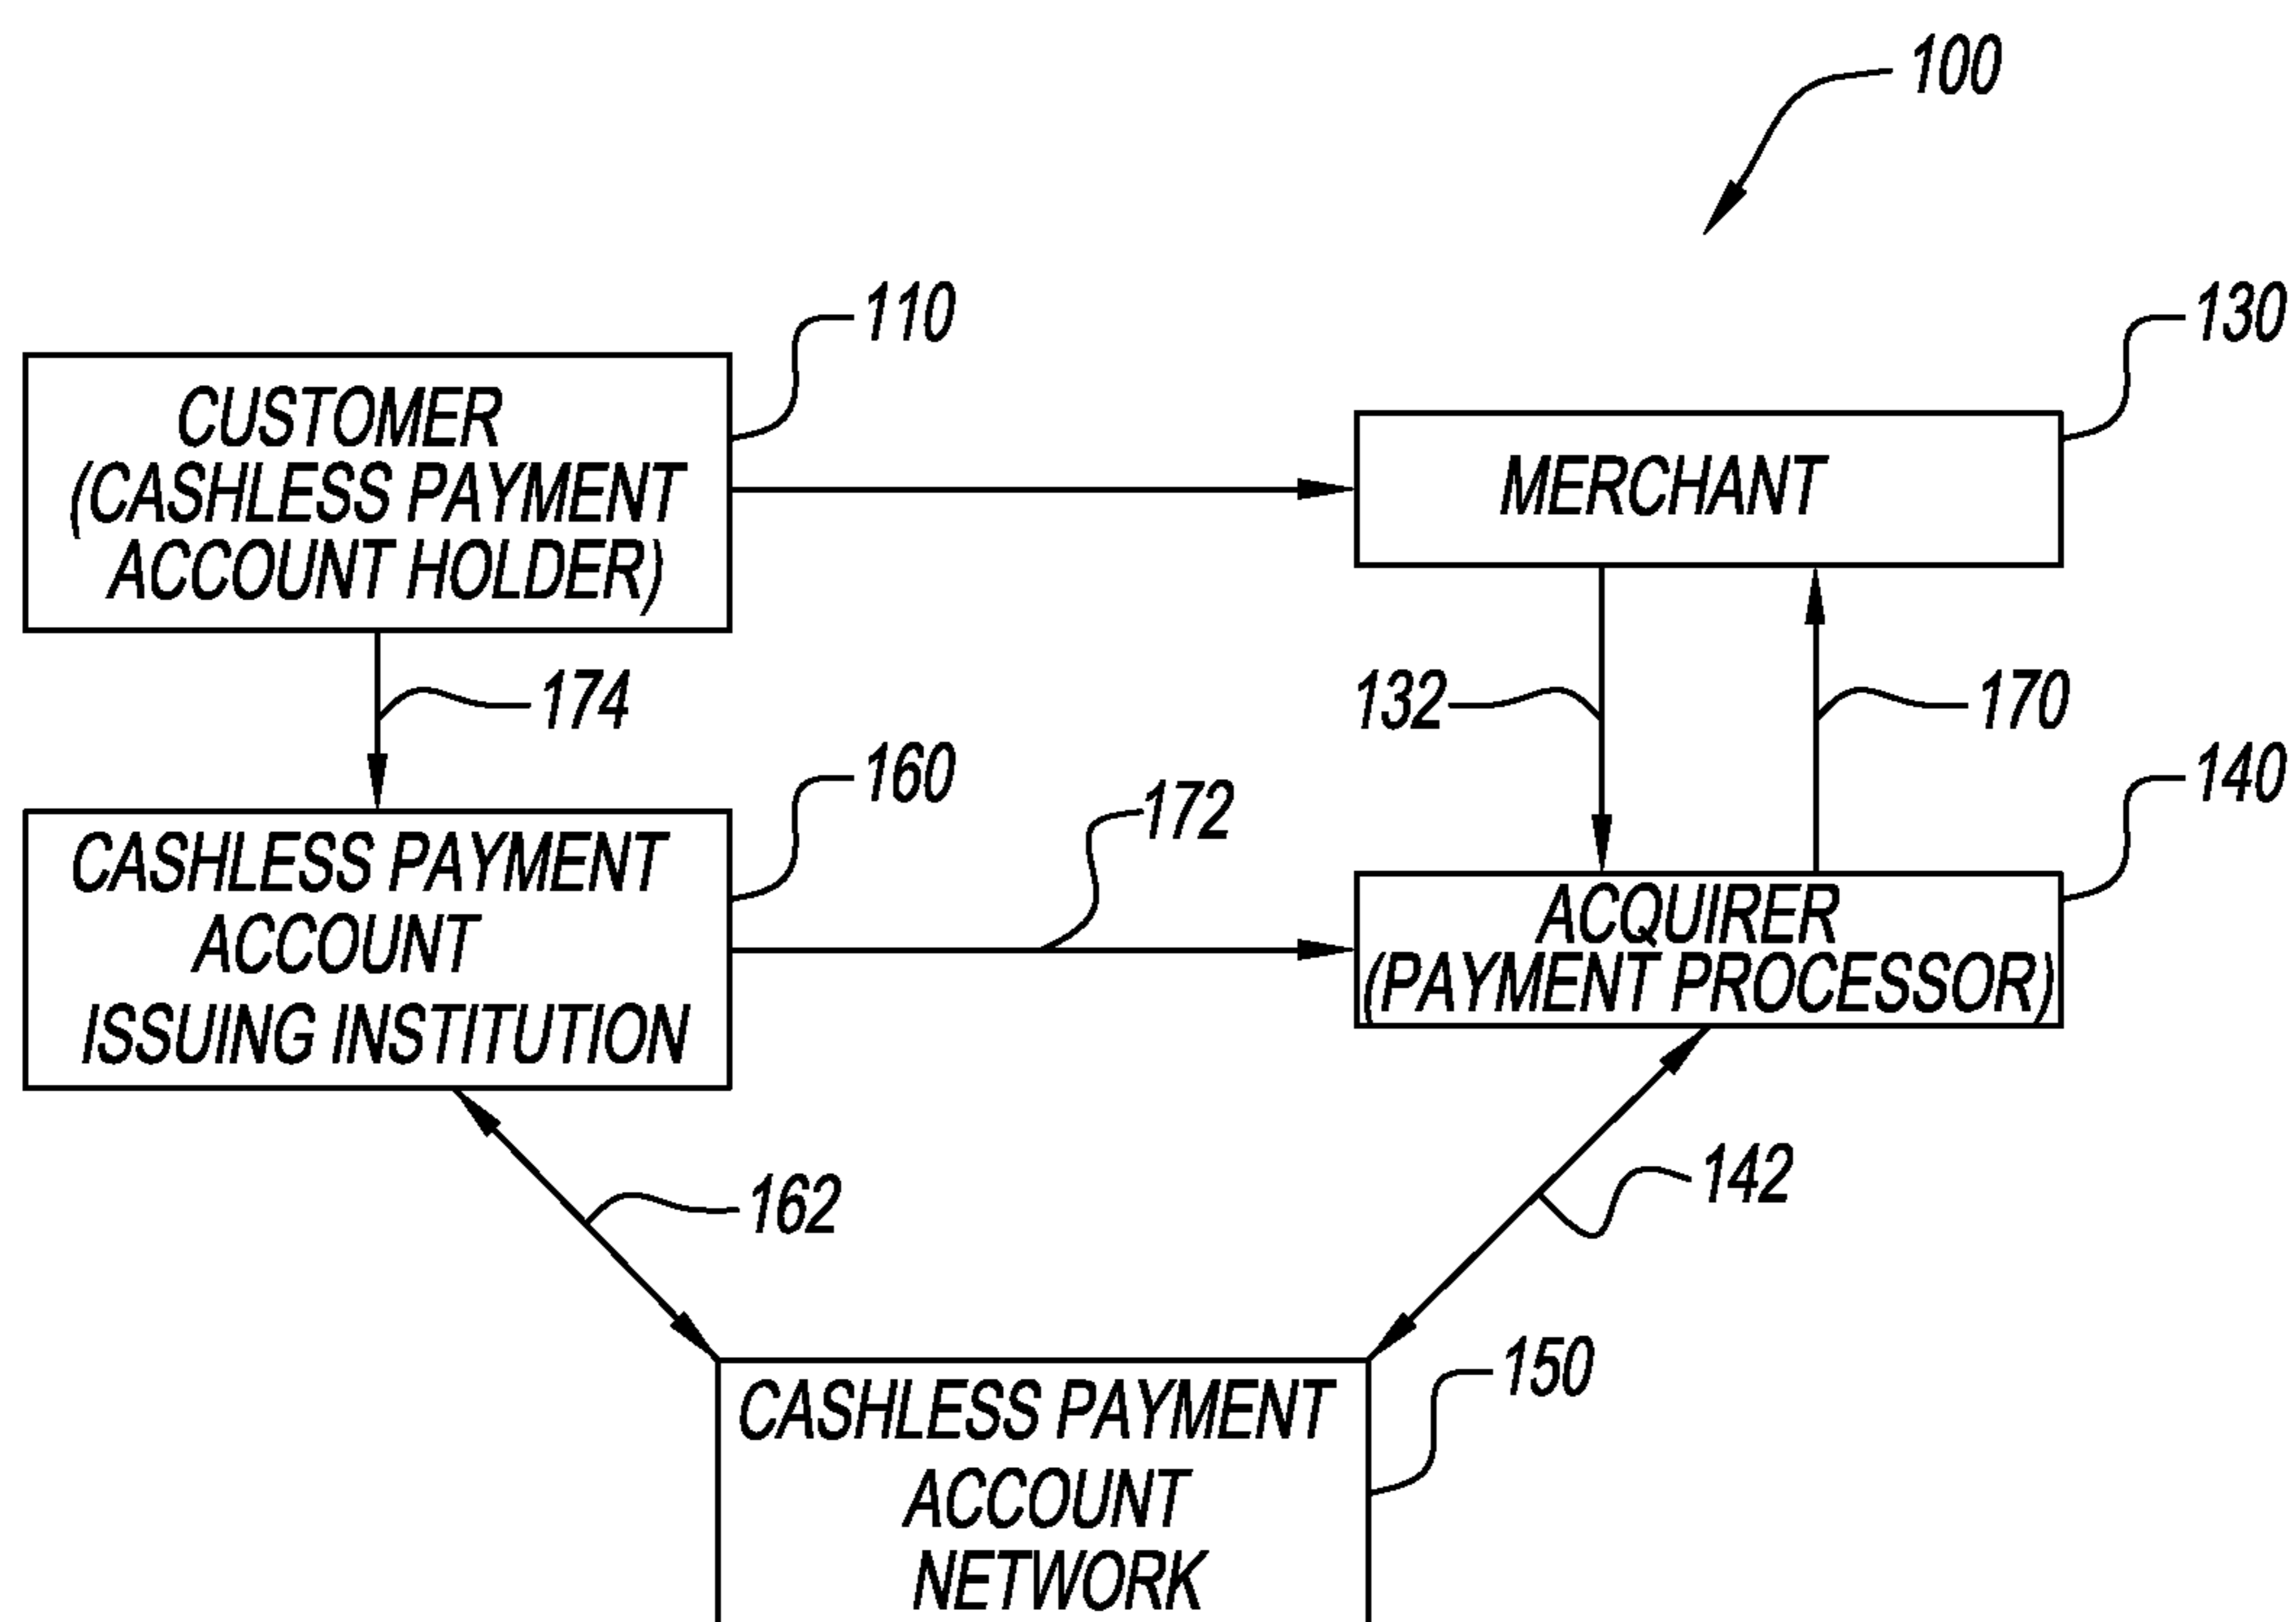 100
110
130
CUSTOMER
(CASHLESS PAYMENT
ACCOUNT HOLDER)
MERCHANT
174
132
170
160
172
140
CASHLESS PAYMENT
ACCOUNT
ISSUING INSTITUTION
ACQUIRER
(PAYMENT PROCESSOR)
162
142
150
CASHLESS PAYMENT
ACCOUNT
NETWORK